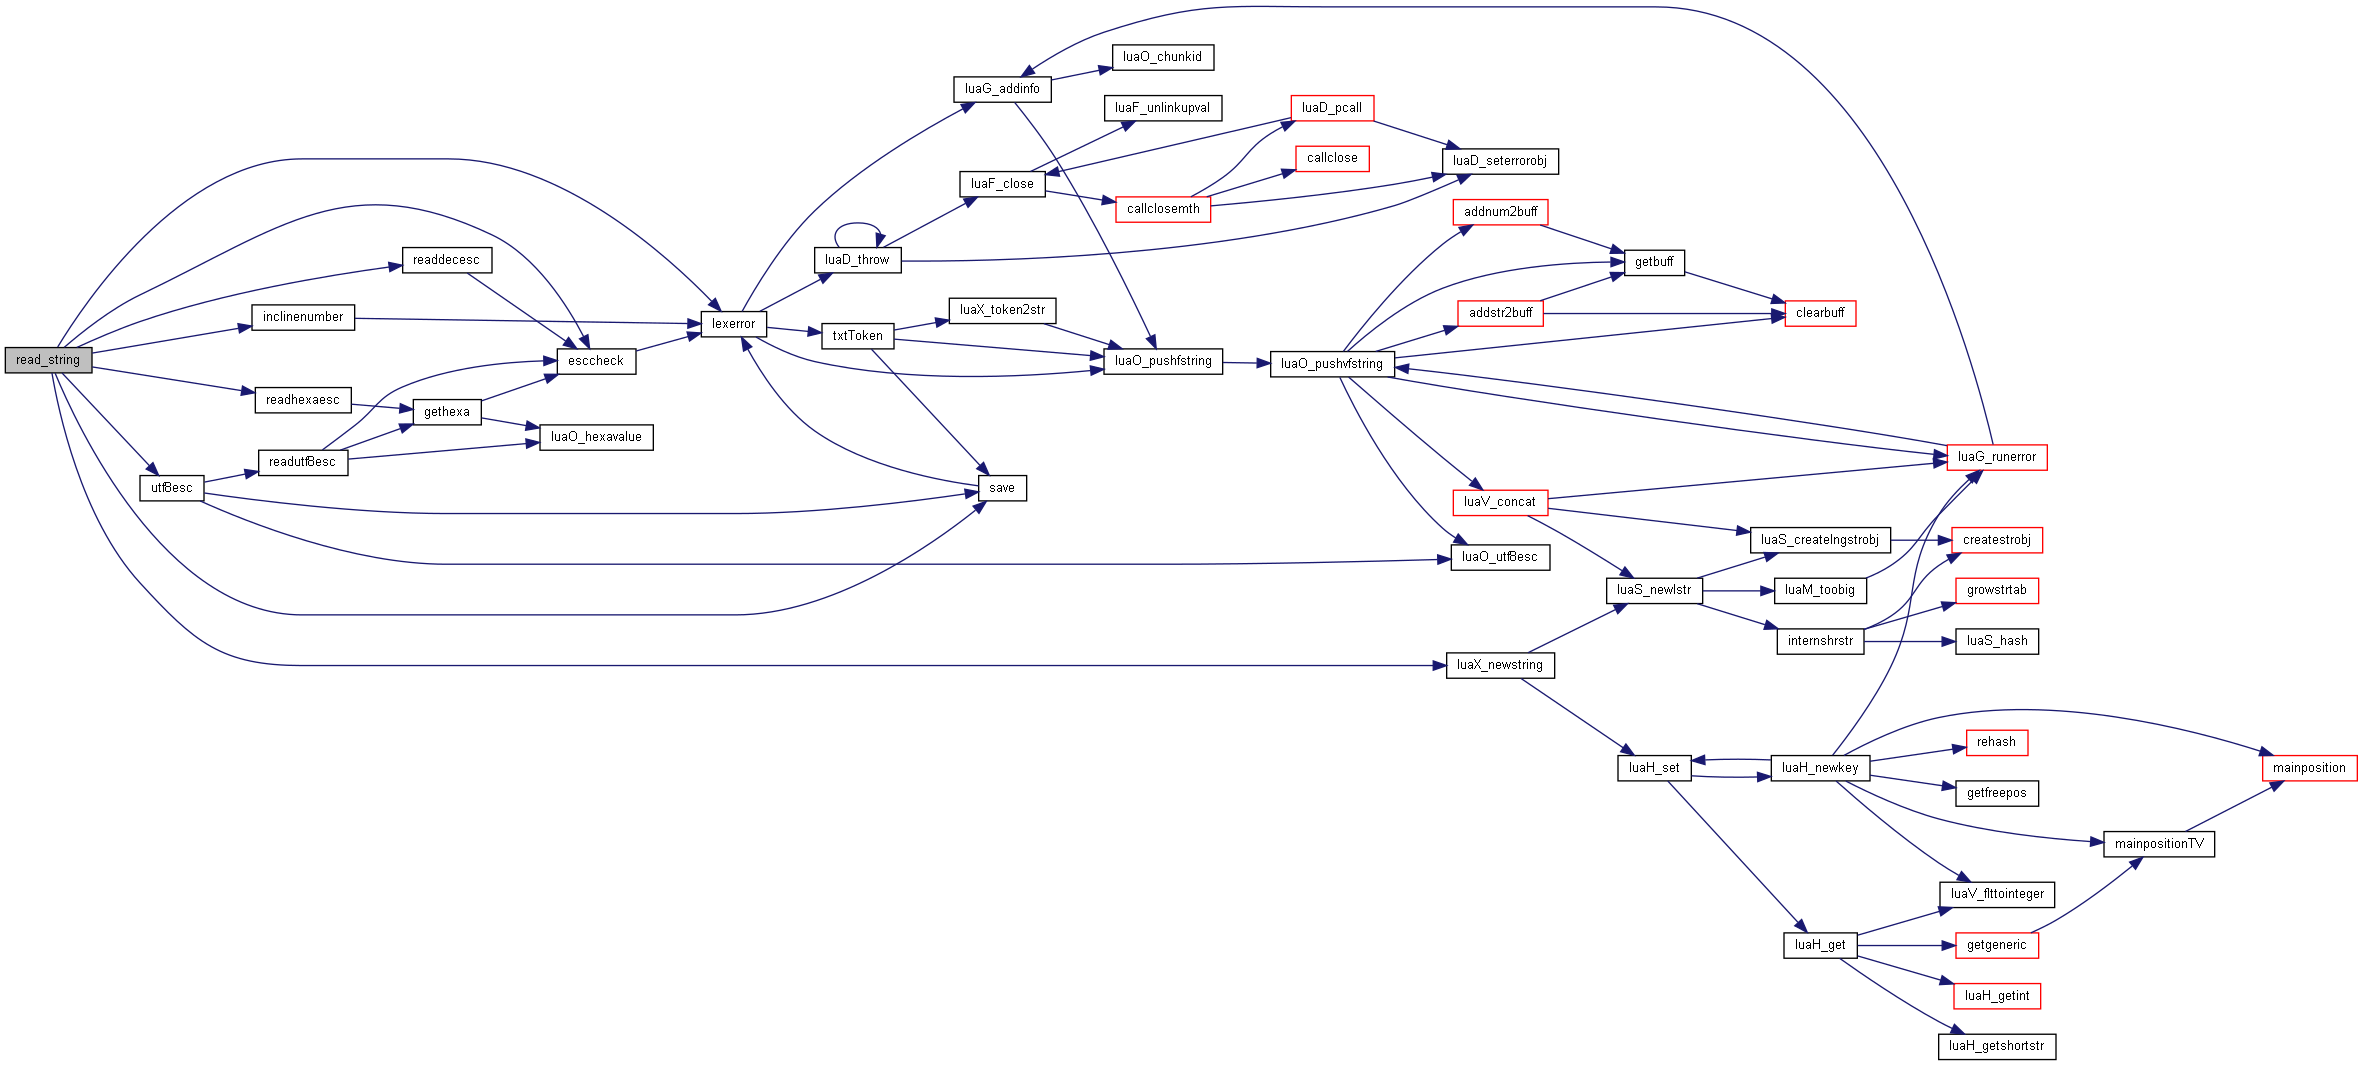 read_string
inclinenumber
readdecesc
readhexaesc
utf8esc
readutf8esc
gethexa
esccheck
luaO_hexavalue
lexerror
luaD_throw
txtToken
luaG_addinfo
luaF_close
luaX_token2str
save
luaO_chunkid
luaF_unlinkupval
callclosemth
luaO_pushfstring
luaD_pcall
callclose
luaD_seterrorobj
luaO_pushvfstring
addnum2buff
addstr2buff
getbuff
clearbuff
luaV_concat
luaO_utf8esc
luaG_runerror
luaX_newstring
luaS_newlstr
luaS_createlngstrobj
luaM_toobig
internshrstr
createstrobj
growstrtab
luaS_hash
luaH_set
luaH_newkey
rehash
getfreepos
mainposition
mainpositionTV
luaV_flttointeger
luaH_get
getgeneric
luaH_getint
luaH_getshortstr